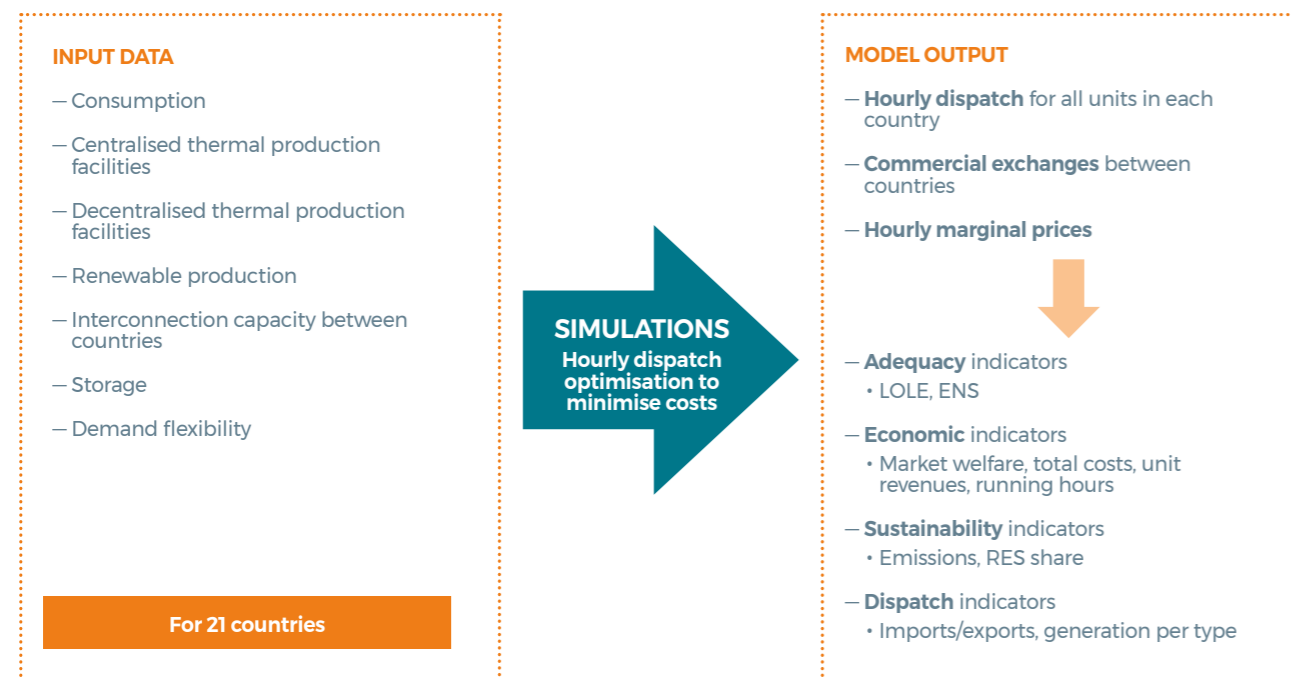 INPUT DATA
— Consumption
— Centralised thermal production
facilities
— Decentralised thermal production
facilities
— Renewable production
— Interconnection capacity between
countries
— Storage
— Demand flexibility
For 21 countries
SIMULATIONS
Hourly dispatch
optimisation to
minimise costs
MODEL OUTPUT
— Hourly dispatch for all units in each
country
— Commercial exchanges between
countries
— Hourly marginal prices
— Adequacy indicators
• LOLE, ENS
— Economic indicators
• Market welfare, total costs, unit
revenues, running hours
— Sustainability indicators
• Emissions, RES share
— Dispatch indicators
• Imports/exports, generation per type